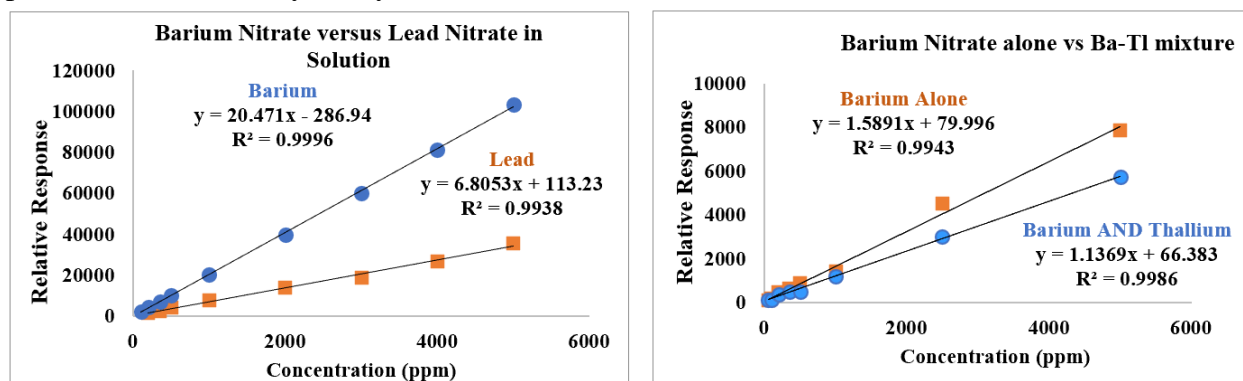 Barium Nitrate versus Lead Nitrate in
Solution
120000
100000
80000
60000
40000
20000
0
0
2000
4000
6000
Relative Response
Concentration (ppm)
Barium
y = 20.471x - 286.94
R² = 0.9996
Lead
y = 6.8053x + 113.23
R² = 0.9938
Barium Nitrate alone vs Ba-Tl mixture
10000
8000
6000
4000
2000
0
0
2000
4000
6000
Relative Response
Concentration (ppm)
Barium Alone
y = 1.5891x + 79.996
R² = 0.9943
Barium AND Thallium
y = 1.1369x + 66.383
R² = 0.9986